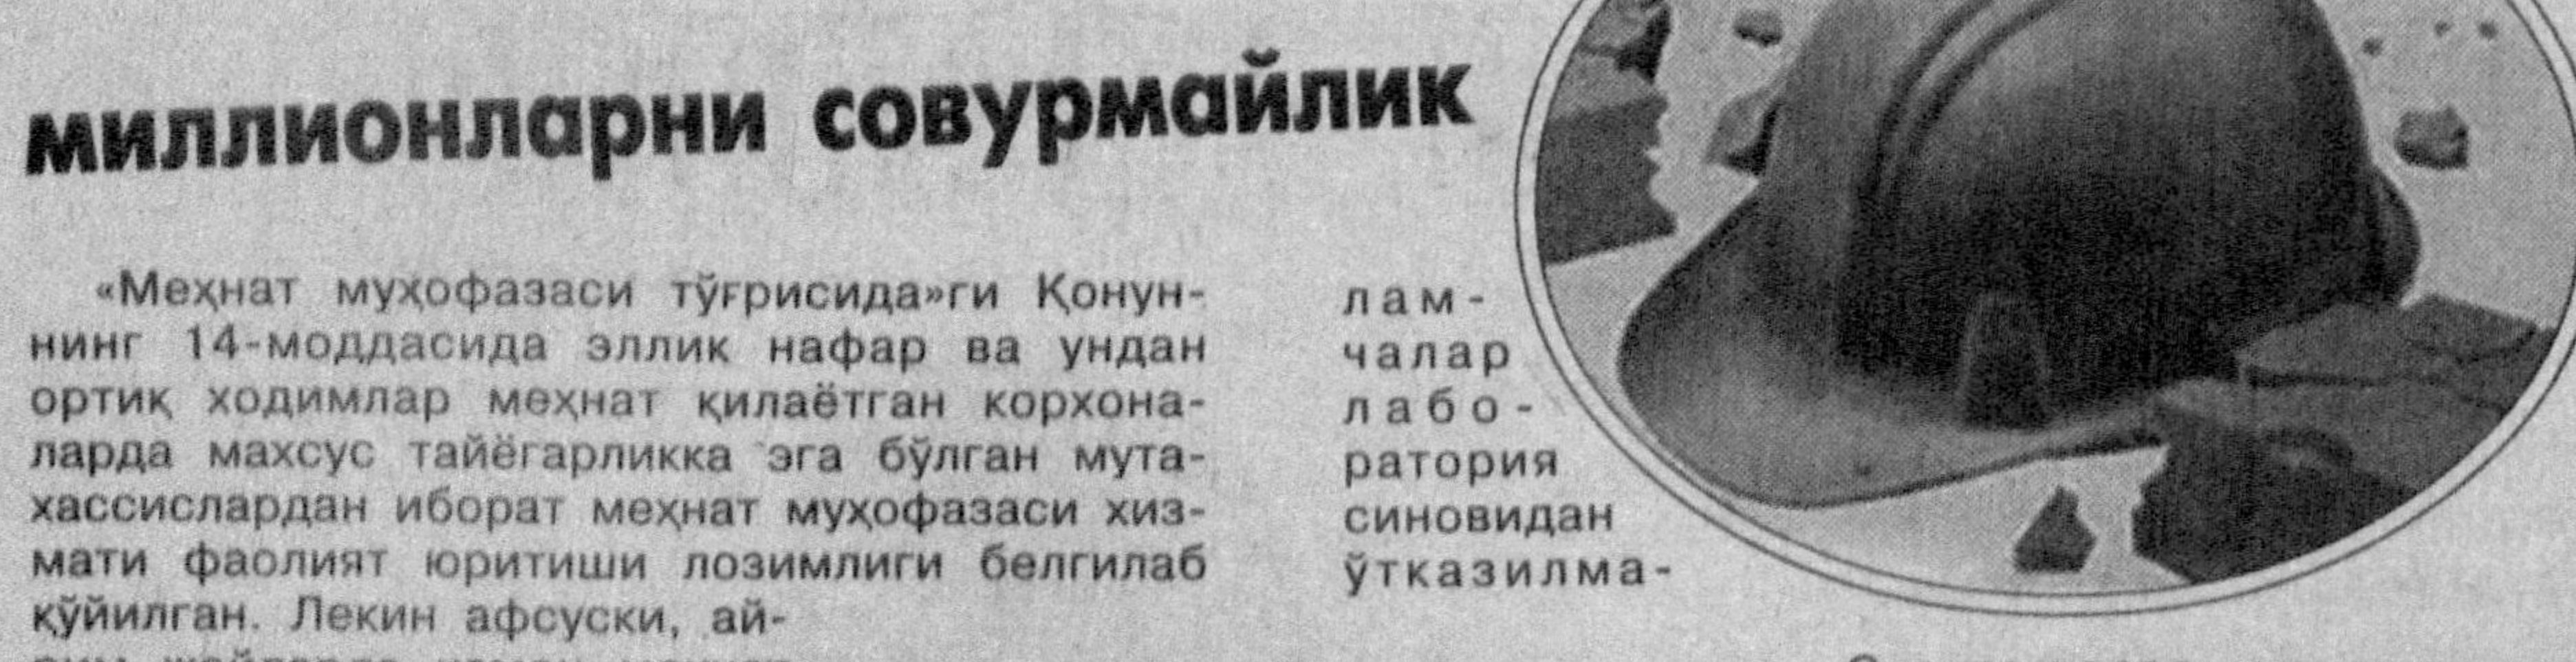 миллионларни совурмайлик
«Меҳнат муҳофазаси тўғрисида»ги Қонун-
нинг 14-моддасида эллик нафар ва ундан
ортиқ ходимлар меҳнат қилаётган корхона-
ларда махсус тайёгарликка эга бўлган мута-
хассислардан иборат меҳнат муҳофазаси хиз-
мати фаолият юритиши лозимлиги белгилаб
қўйилган. Лекин афсуски, ай-
лам-
чалар
лабо-
ратория
синовидан
ўтказилма-